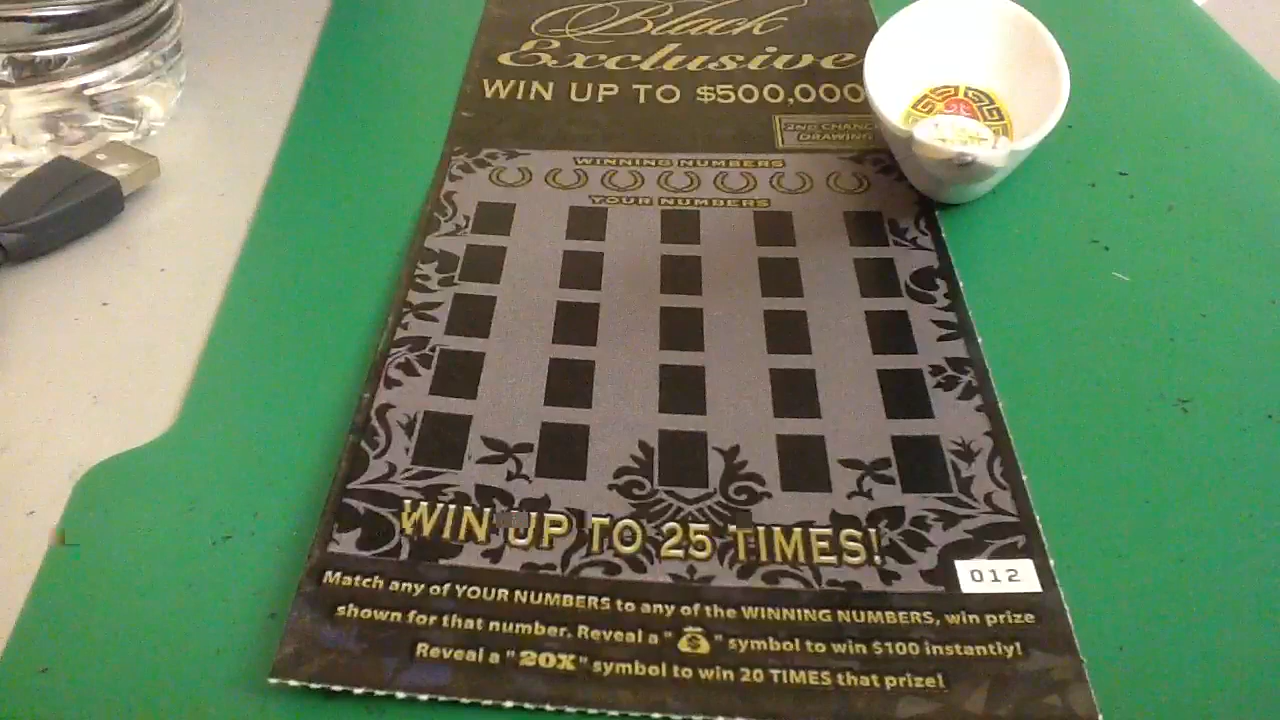 Black
Exclusive
WIN UP TO $500,000
2ND CHANCE
DRAWING
WINNING NUMBERS
YOUR NUMBERS
WIN UP TO 25 TIMES!
012
Match any of YOUR NUMBERS to any of the WINNING NUMBERS, win prize
shown for that number. Reveal a " $ " symbol to win $100 instantly!
Reveal a "20X" symbol to win 20 TIMES that prize!